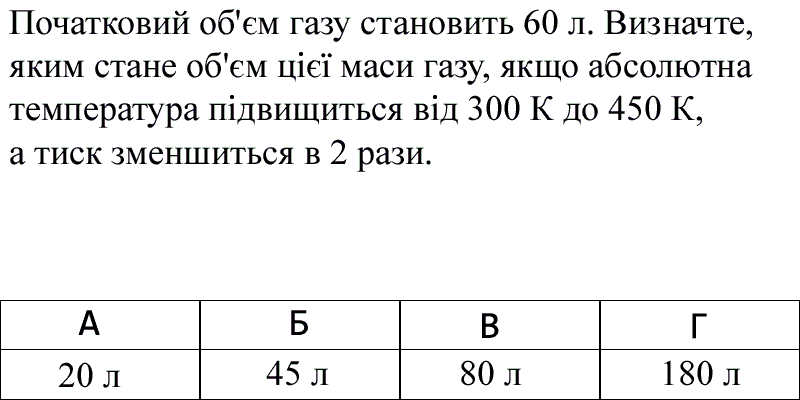 Початковий об'єм газу становить 60 л. Визначте,
яким стане об'єм цієї маси газу, якщо абсолютна
температура підвищиться від 300 К до 450 К,
а тиск зменшиться в 2 рази.
А Б В Г
20 л 45 л 80 л 180 л